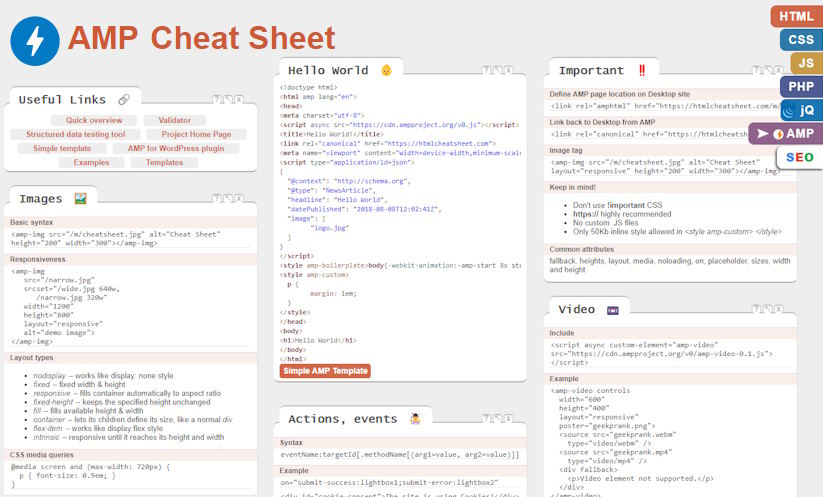 AMP Cheat Sheet
HTML
CSS
JS
PHP
jQ
AMP
SEO
Useful Links
Quick overview Validator
Structured data testing tool Project Home Page
Simple template AMP for WordPress plugin
Examples Templates
Images
Basic syntax
<amp-img src="/m/cheatsheet.jpg" alt="Cheat Sheet"
height="200" width="300"></amp-img>
Responsiveness
<amp-img
src="/narrow.jpg"
srcset="/wide.jpg 640w,
/narrow.jpg 320w"
width="1200"
height="800"
layout="responsive"
alt="demo image">
</amp-img>
Layout types
nodisplay – works like display: none style.
fixed – fixed width & height
responsive – fills container automatically to aspect ratio
fixed-height – keeps the specified height unchanged
fill – fills available height & width
container – lets its children define its size, like a normal div
flex-item – works like display:flex style
intrinsic – responsive until it reaches its height and width
CSS media queries
@media screen and (max-width: 720px) {
p { font-size: 0.9em; }
}
Hello World
<!doctype html>
<html amp lang="en">
<head>
<meta charset="utf-8">
<script async src="https://cdn.ampproject.org/v0.js"></script>
<title>Hello World!</title>
<link rel="canonical" href="https://htmlcheatsheet.com">
<meta name="viewport" content="width=device-width,minimum-scal
<script type="application/ld+json">
{
"@context": "http://schema.org",
"@type": "NewsArticle",
"headline": "Hello World",
"datePublished": "2018-08-08T12:02:41Z",
"image": [
"logo.jpg"
]
}
</script>
<style amp-boilerplate>body{-webkit-animation:-amp-start 8s ste
<style amp-custom>
p {
margin: 1em;
}
</style>
</head>
<body>
<h1>Hello World</h1>
</body>
</html>
Simple AMP Template
Actions, events
Syntax
eventName:targetId[.methodName[(arg1=value, arg2=value)]]
Example
on="submit-success:lightbox1;submit-error:lightbox2"
<div id="cookie-consent">The site is using Cookies!</div>
Important
Define AMP page location on Desktop site
<link rel="amphtml" href="https://htmlcheatsheet.com/m/
Link back to Desktop from AMP
<link rel="canonical" href="https://htmlcheatsheet.com
Image tag
<amp-img src="/m/cheatsheet.jpg" alt="Cheat Sheet"
layout="responsive" height="200" width="300"></amp-img>
Keep in mind!
Don't use !important CSS
https:// highly recommended
No custom JS files
Only 50Kb inline style allowed in <style amp-custom> </style>
Common attributes
fallback, heights, layout, media, noloading, on, placeholder, sizes, width
and height
Video
Include
<script async custom-element="amp-video"
src="https://cdn.ampproject.org/v0/amp-video-0.1.js">
</script>
Example
<amp-video controls
width="600"
height="400"
layout="responsive"
poster="geekprank.png">
<source src="geekprank.webm"
type="video/webm" />
<source src="geekprank.mp4"
type="video/mp4" />
<div fallback>
<p>Video element not supported.</p>
</div>
</amp-video>